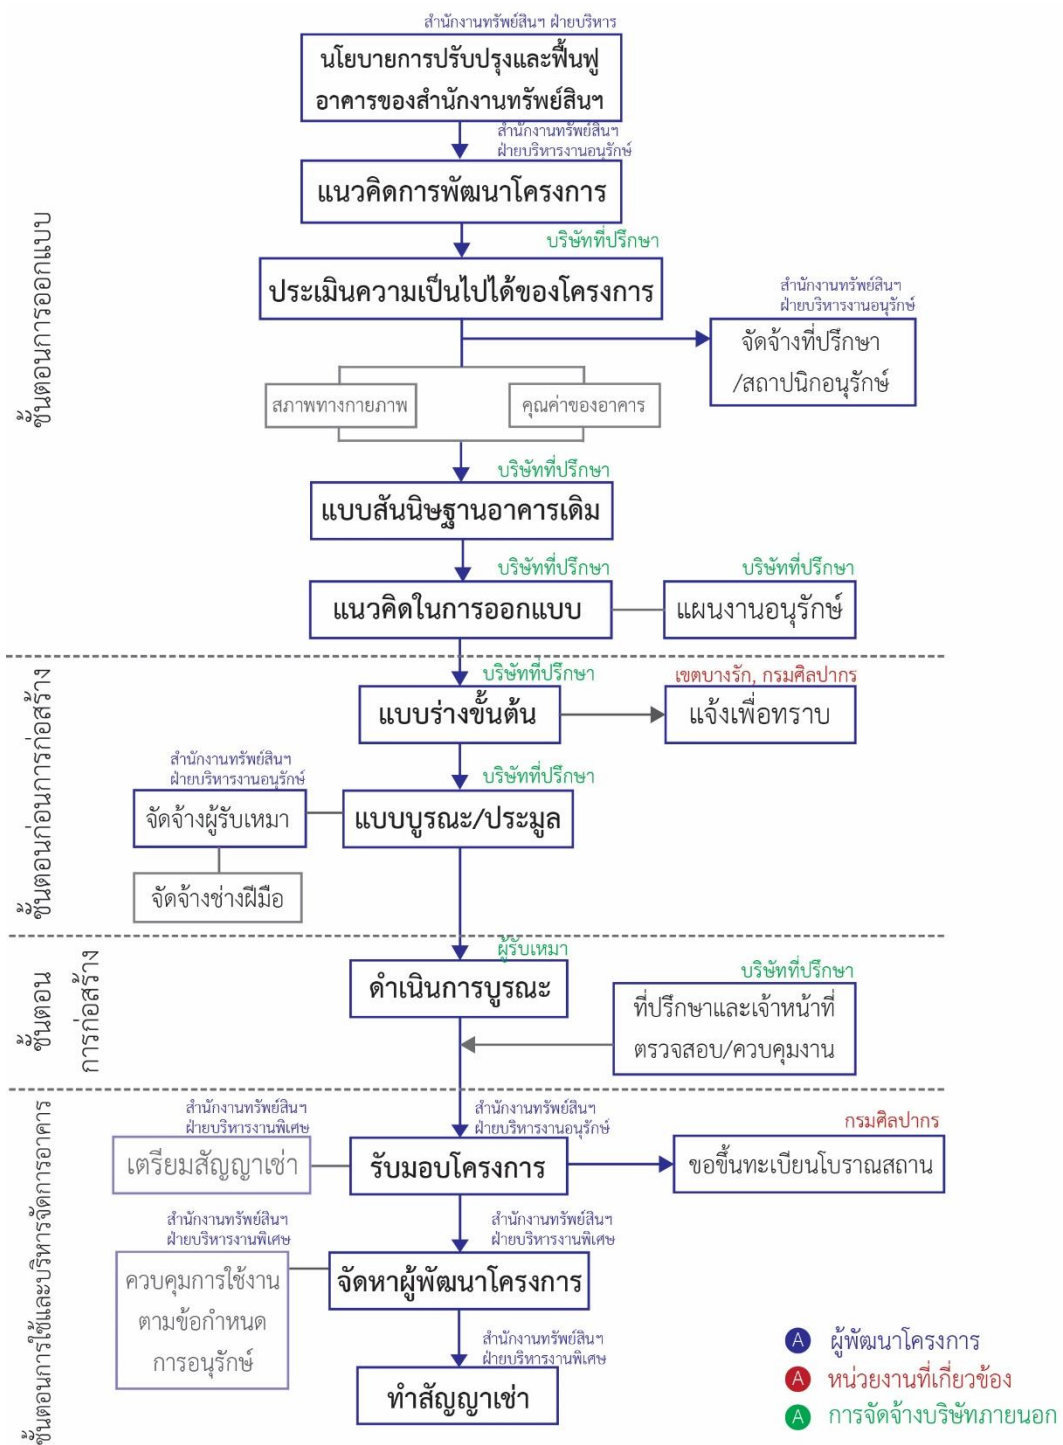 สำนักงานทรัพย์สินฯ ฝ่ายบริหาร
นโยบายการปรับปรุงและฟื้นฟู
อาคารของสำนักงานทรัพย์สินฯ
สำนักงานทรัพย์สินฯ
ฝ่ายบริหารงานอนุรักษ์
แนวคิดการพัฒนาโครงการ
บริษัทที่ปรึกษา
ประเมินความเป็นไปได้ของโครงการ
สำนักงานทรัพย์สินฯ
ฝ่ายบริหารงานอนุรักษ์
จัดจ้างที่ปรึกษา
/สถาปนิกอนุรักษ์
สภาพทางกายภาพ
คุณค่าของอาคาร
บริษัทที่ปรึกษา
แบบสันนิษฐานอาคารเดิม
บริษัทที่ปรึกษา
แนวคิดในการออกแบบ
บริษัทที่ปรึกษา
แผนงานอนุรักษ์
ขั้นตอนการออกแบบ
บริษัทที่ปรึกษา
แบบร่างขั้นต้น
เขตบางรัก, กรมศิลปากร
แจ้งเพื่อทราบ
สำนักงานทรัพย์สินฯ
ฝ่ายบริหารงานอนุรักษ์
จัดจ้างผู้รับเหมา
บริษัทที่ปรึกษา
แบบบูรณะ/ประมูล
จัดจ้างช่างฝีมือ
ขั้นตอนก่อนการก่อสร้าง
ผู้รับเหมา
ดำเนินการบูรณะ
บริษัทที่ปรึกษา
ที่ปรึกษาและเจ้าหน้าที่
ตรวจสอบ/ควบคุมงาน
ขั้นตอน
การก่อสร้าง
สำนักงานทรัพย์สินฯ
ฝ่ายบริหารงานพิเศษ
เตรียมสัญญาเช่า
สำนักงานทรัพย์สินฯ
ฝ่ายบริหารงานอนุรักษ์
รับมอบโครงการ
กรมศิลปากร
ขอขึ้นทะเบียนโบราณสถาน
สำนักงานทรัพย์สินฯ
ฝ่ายบริหารงานพิเศษ
ควบคุมการใช้งาน
ตามข้อกำหนด
การอนุรักษ์
สำนักงานทรัพย์สินฯ
ฝ่ายบริหารงานพิเศษ
จัดหาผู้พัฒนาโครงการ
สำนักงานทรัพย์สินฯ
ฝ่ายบริหารงานพิเศษ
ทำสัญญาเช่า
ขั้นตอนการใช้และบริหารจัดการอาคาร
A ผู้พัฒนาโครงการ
A หน่วยงานที่เกี่ยวข้อง
A การจัดจ้างบริษัทภายนอก